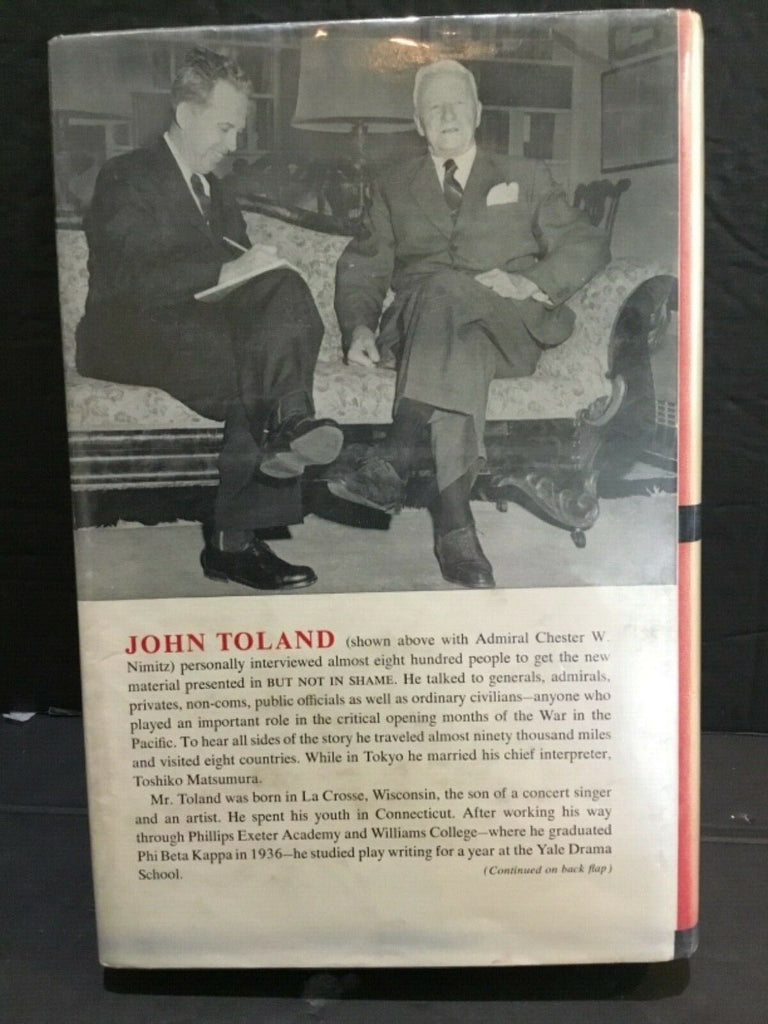 JOHN TOLAND (shown above with Admiral Chester W.
Nimitz) personally interviewed almost eight hundred people to get the new
material presented in BUT NOT IN SHAME. He talked to generals, admirals,
privates, non-coms, public officials as well as ordinary civilians—anyone who
played an important role in the critical opening months of the War in the
Pacific. To hear all sides of the story he traveled almost ninety thousand miles
and visited eight countries. While in Tokyo he married his chief interpreter,
Toshiko Matsumura.
Mr. Toland was born in La Crosse, Wisconsin, the son of a concert singer
and an artist. He spent his youth in Connecticut. After working his way
through Phillips Exeter Academy and Williams College—where he graduated
Phi Beta Kappa in 1936—he studied play writing for a year at the Yale Drama
School.
(Continued on back flap)